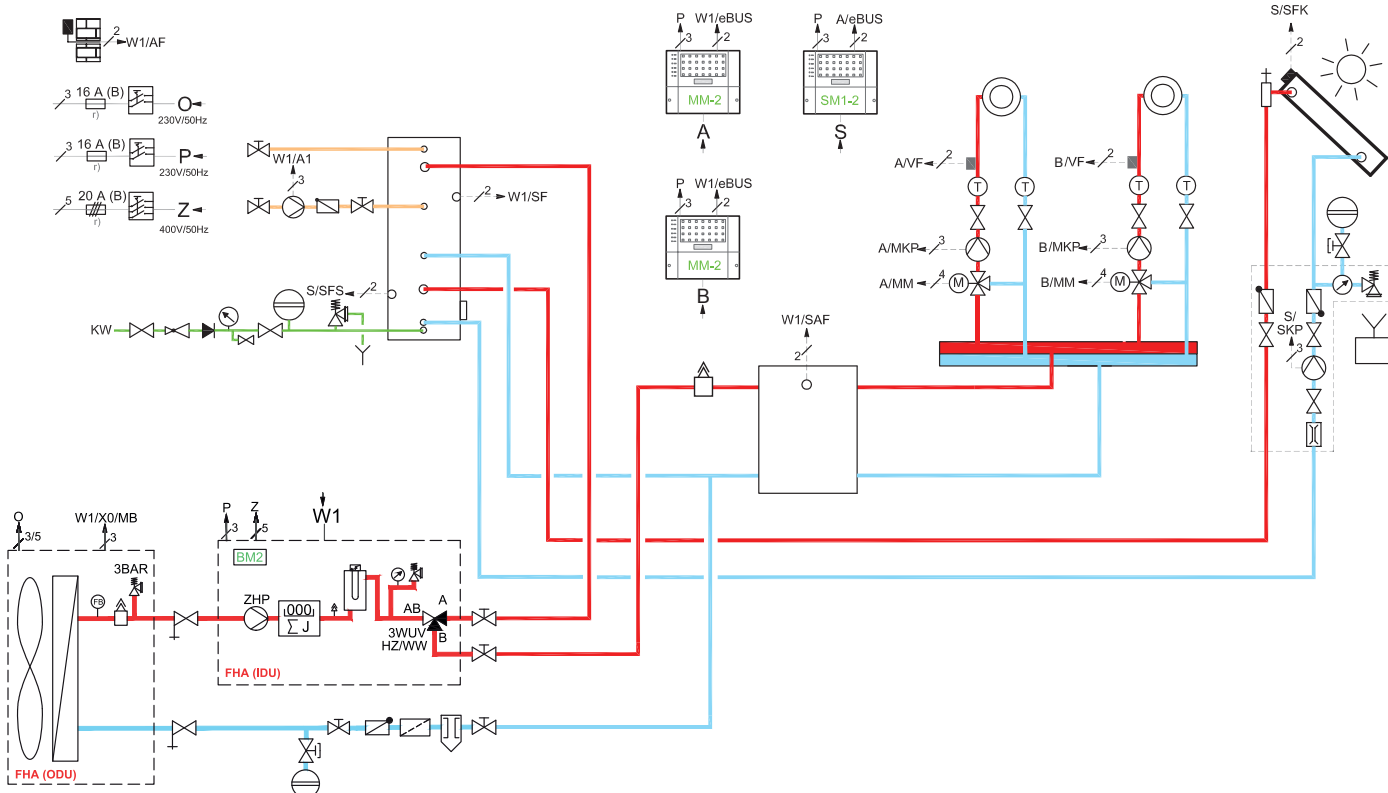 2
W1/AF
3
16 A (B)
r)
O
230V/50Hz
3
16 A (B)
r)
P
230V/50Hz
5
20 A (B)
r)
Z
400V/50Hz
W1/A1
3
2
W1/SF
S/SFS
2
KW
P
W1/eBUS
3
2
MM-2
A
P
A/eBUS
3
2
SM1-2
S
P
W1/eBUS
3
2
MM-2
B
A/VF
2
T
T
A/MKP
3
A/MM
4
M
B/VF
2
T
T
B/MKP
3
B/MM
4
M
S/SFK
2
S/
SKP
3
W1/SAF
2
O
3/5
W1/X0/MB
3
3BAR
FB
FHA (ODU)
P
3
Z
5
W1
BM2
ZHP
000
Σ J
AB
A
B
3WUV
HZ/WW
FHA (IDU)